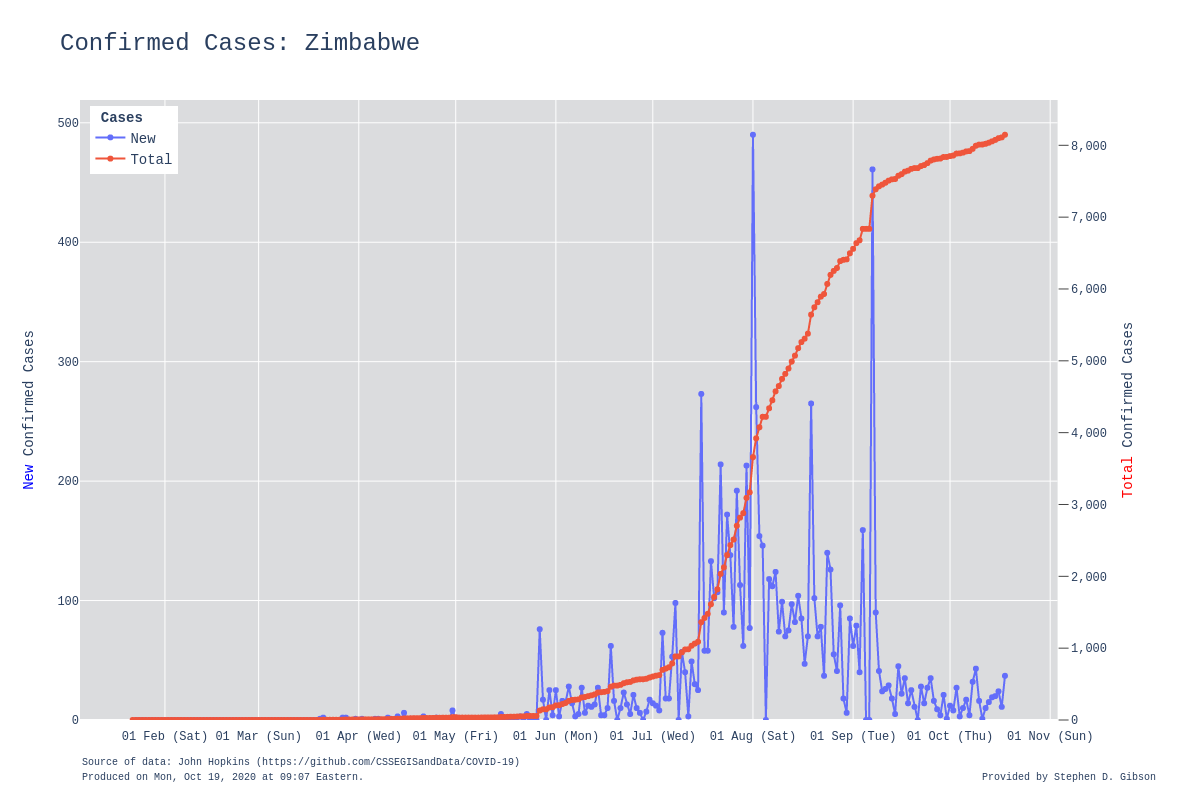 Confirmed Cases: Zimbabwe
Cases
New
Total
500
400
300
200
100
0
New Confirmed Cases
8,000
7,000
6,000
5,000
4,000
3,000
2,000
1,000
0
Total Confirmed Cases
01 Feb (Sat) 01 Mar (Sun) 01 Apr (Wed) 01 May (Fri) 01 Jun (Mon) 01 Jul (Wed) 01 Aug (Sat) 01 Sep (Tue) 01 Oct (Thu) 01 Nov (Sun)
Source of data: John Hopkins (https://github.com/CSSEGISandData/COVID-19)
Produced on Mon, Oct 19, 2020 at 09:07 Eastern.
Provided by Stephen D. Gibson